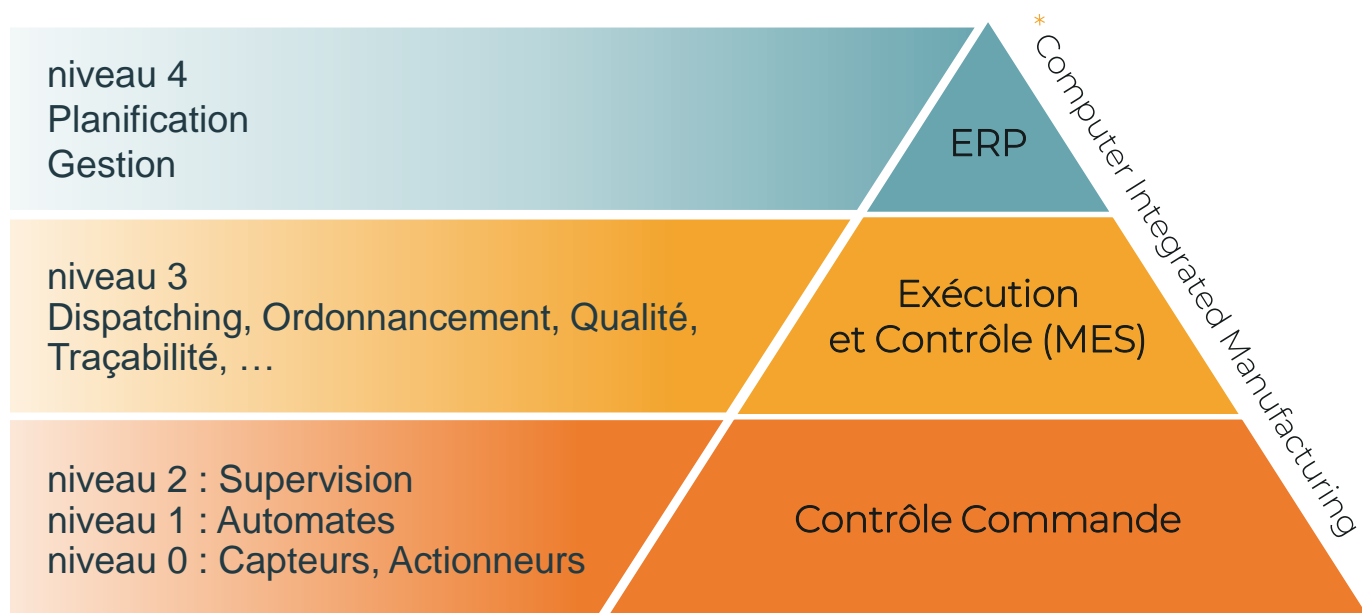 niveau 4
Planification
Gestion
ERP
* Computer Integrated Manufacturing
niveau 3
Dispatching, Ordonnancement, Qualité,
Traçabilité, …
Exécution
et Contrôle (MES)
niveau 2 : Supervision
niveau 1 : Automates
niveau 0 : Capteurs, Actionneurs
Contrôle Commande